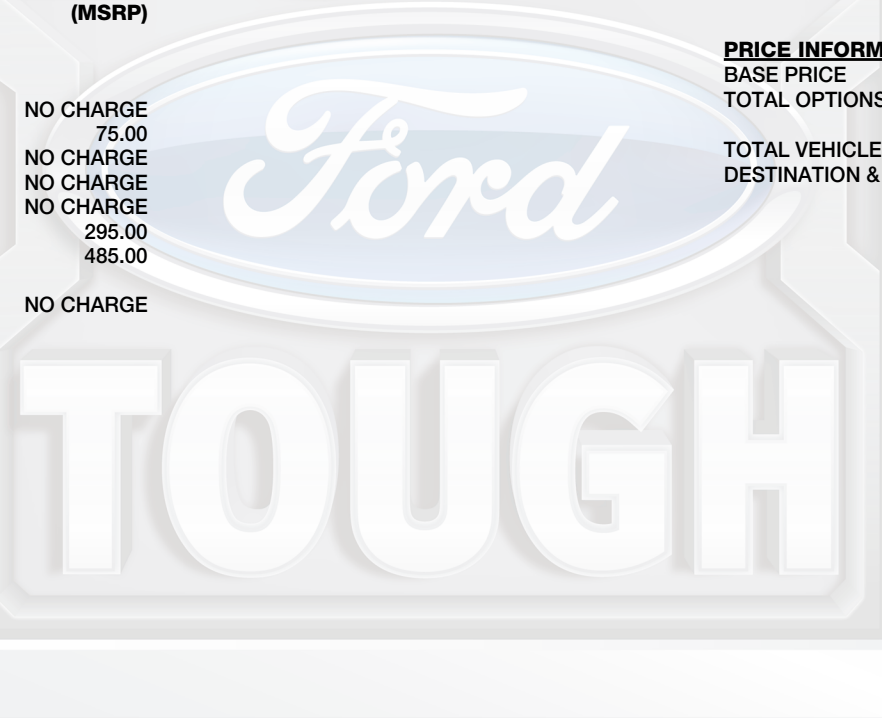 (MSRP)
NO CHARGE
75.00
NO CHARGE
NO CHARGE
NO CHARGE
295.00
485.00
NO CHARGE
PRICE INFORM
BASE PRICE
TOTAL OPTIONS
TOTAL VEHICLE
DESTINATION &
Ford
TOUGH